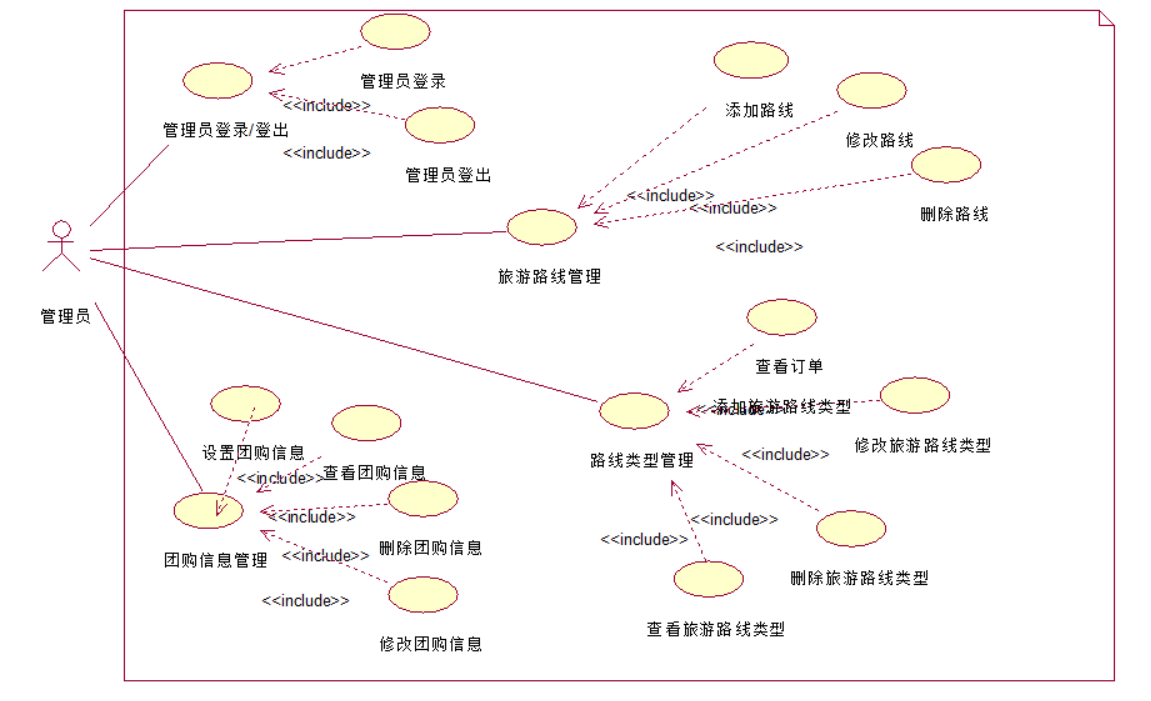 管理员登录
<<include>>
管理员登录/登出
<<include>>
管理员登出
添加路线
修改路线
<<include>>
<<include>>
删除路线
<<include>>
旅游路线管理
管理员
查看订单
<<include>>
添加旅游路线类型
修改旅游路线类型
路线类型管理
<<include>>
<<include>>
<<include>>
删除旅游路线类型
查看旅游路线类型
设置团购信息
<<include>>
查看团购信息
<<include>>
删除团购信息
团购信息管理
<<include>>
<<include>>
修改团购信息